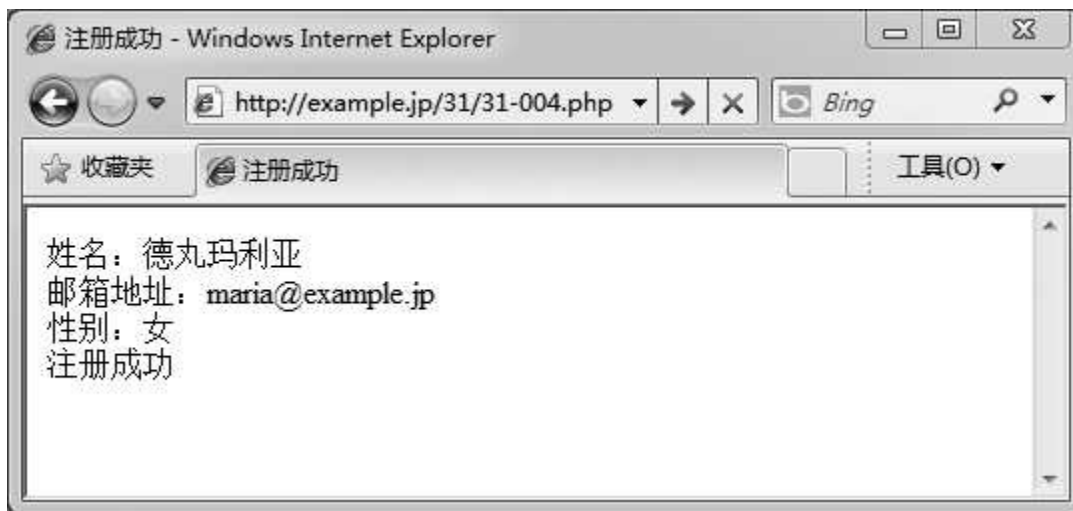 注册成功 - Windows Internet Explorer
http://example.jp/31/31-004.php
Bing
收藏夹
注册成功
工具(O)
姓名：德丸玛利亚
邮箱地址：maria@example.jp
性别：女
注册成功